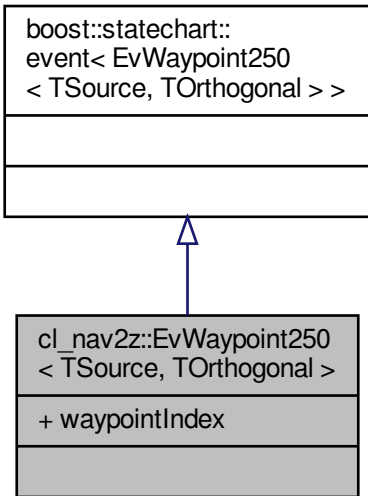 boost::statechart::
event< EvWaypoint250
< TSource, TOrthogonal > >
cl_nav2z::EvWaypoint250
< TSource, TOrthogonal >
+ waypointIndex